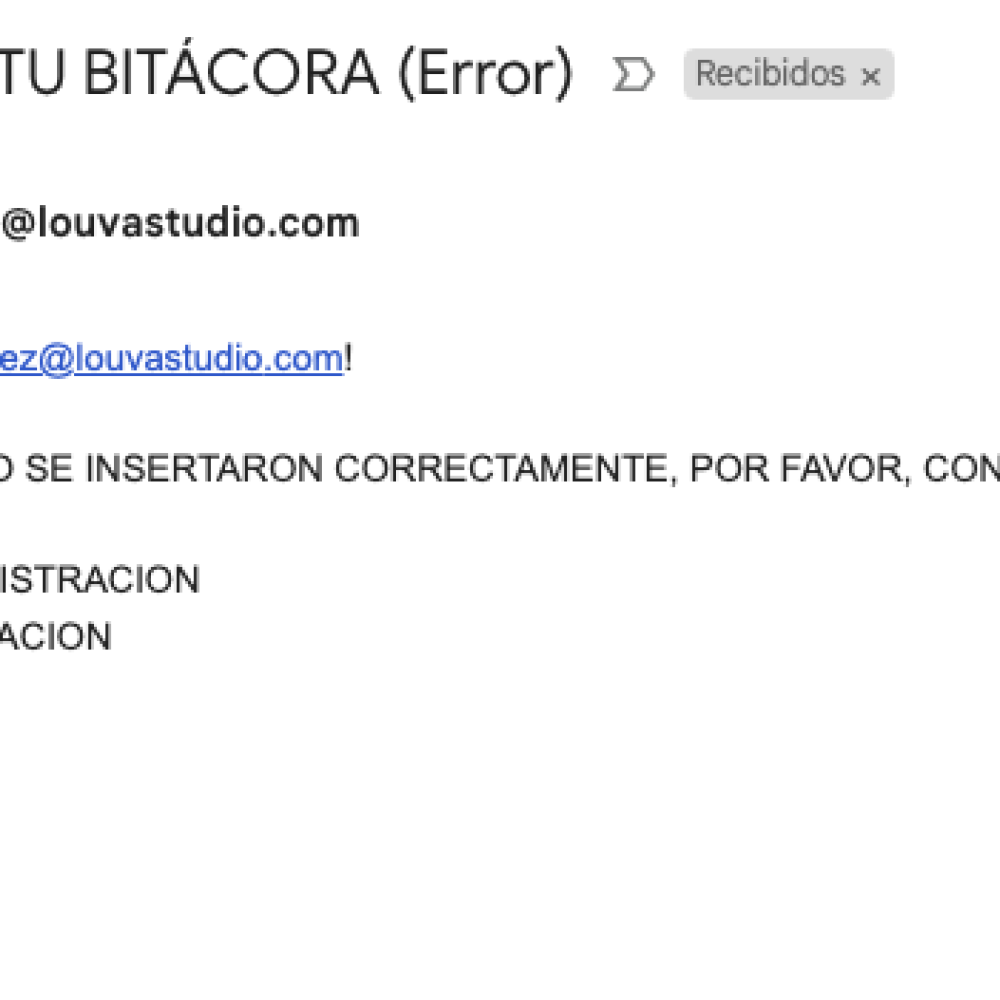 TU BITÁCORA (Error) Recibidos x
@louvastudio.com
ez@louvastudio.com!
O SE INSERTARON CORRECTAMENTE, POR FAVOR, CON
ISTRACION
ACION